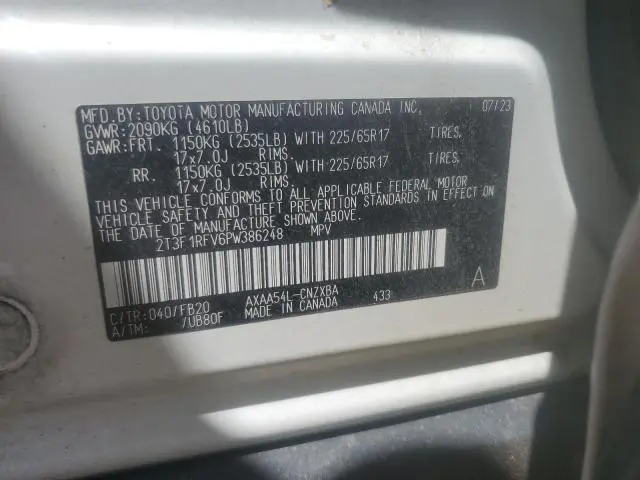 MFD.BY:TOYOTA MOTOR MANUFACTURING CANADA INC. 07/23
GVWR:2090KG (4610LB)
GAWR:FRT. 1150KG (2535LB) WITH 225/65R17 TIRES,
17x7.0J RIMS.
RR. 1150KG (2535LB) WITH 225/65R17 TIRES,
17x7.0J RIMS.
THIS VEHICLE CONFORMS TO ALL APPLICABLE FEDERAL MOTOR
VEHICLE SAFETY AND THEFT PREVENTION STANDARDS IN EFFECT ON
THE DATE OF MANUFACTURE SHOWN ABOVE.
2T3F1RFV6PW386248 MPV
C/TR:040/FB20 AXAA54L-CNZXBA 433 A
A/TM: /UB80F MADE IN CANADA